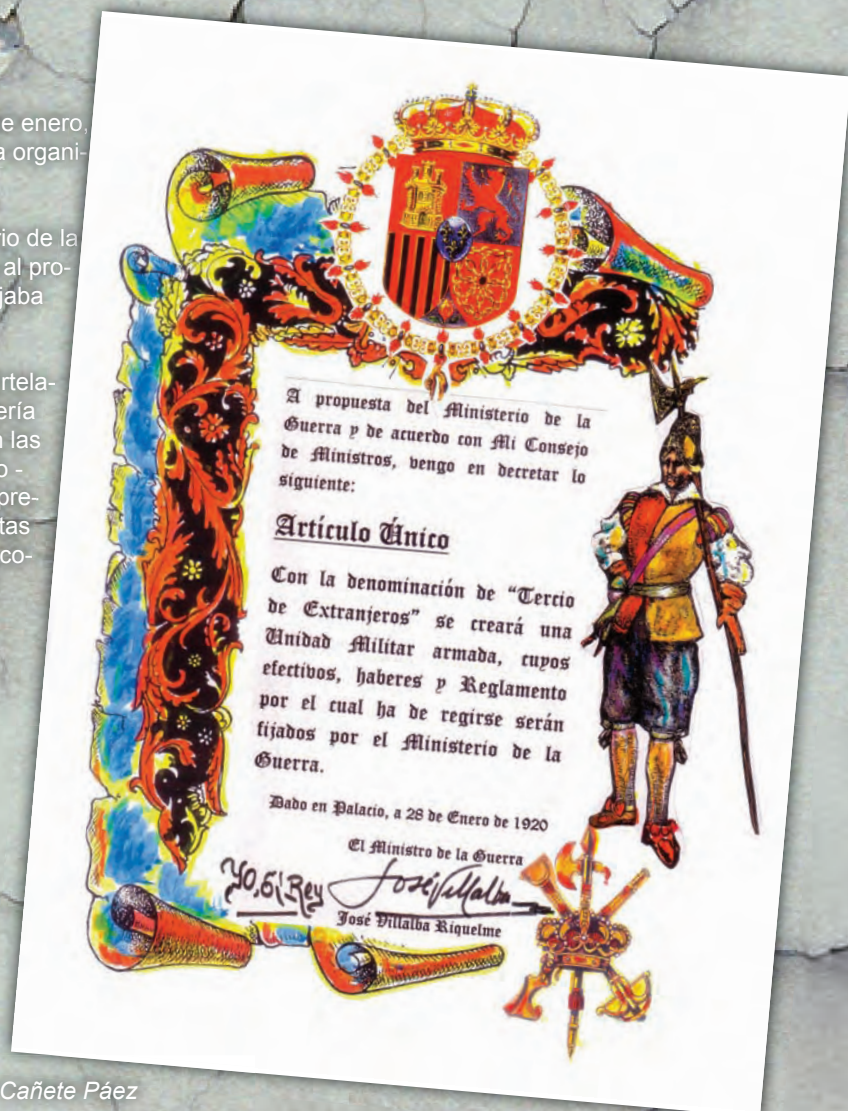 e enero,
a organi-
rio de la
al pro-
jaba
rtela-
ería
n las
o -
pre-
tas
co-
A propuesta del Ministerio de la
Guerra y de acuerdo con Mi Consejo
de Ministros, vengo en decretar lo
siguiente:
Artículo Único
Con la denominación de “Tercio
de Extranjeros” se creará una
Unidad Militar armada, cuyos
efectivos, haberes y Reglamento
por el cual ha de regirse serán
fijados por el Ministerio de la
Guerra.
Dado en Palacio, a 28 de Enero de 1920
El Ministro de la Guerra
Yo, El Rey José Villalba
José Villalba Riquelme
Cañete Páez